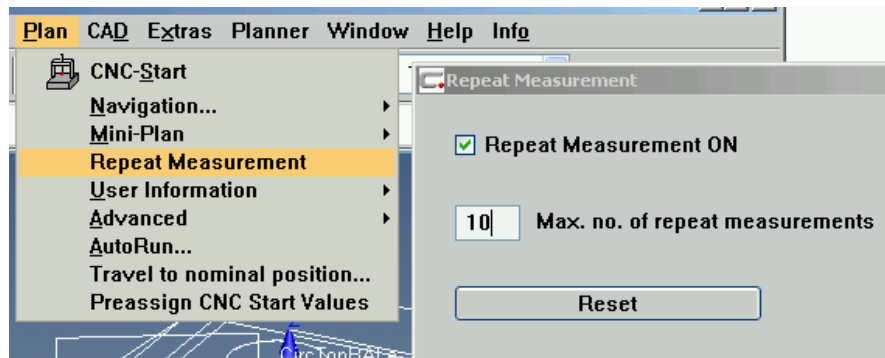 Plan CAD Extras Planner Window Help Info
CNC-Start
Navigation...
Mini-Plan
Repeat Measurement
User Information
Advanced
AutoRun...
Travel to nominal position...
Preassign CNC Start Values
Repeat Measurement
Repeat Measurement ON
10 Max. no. of repeat measurements
Reset